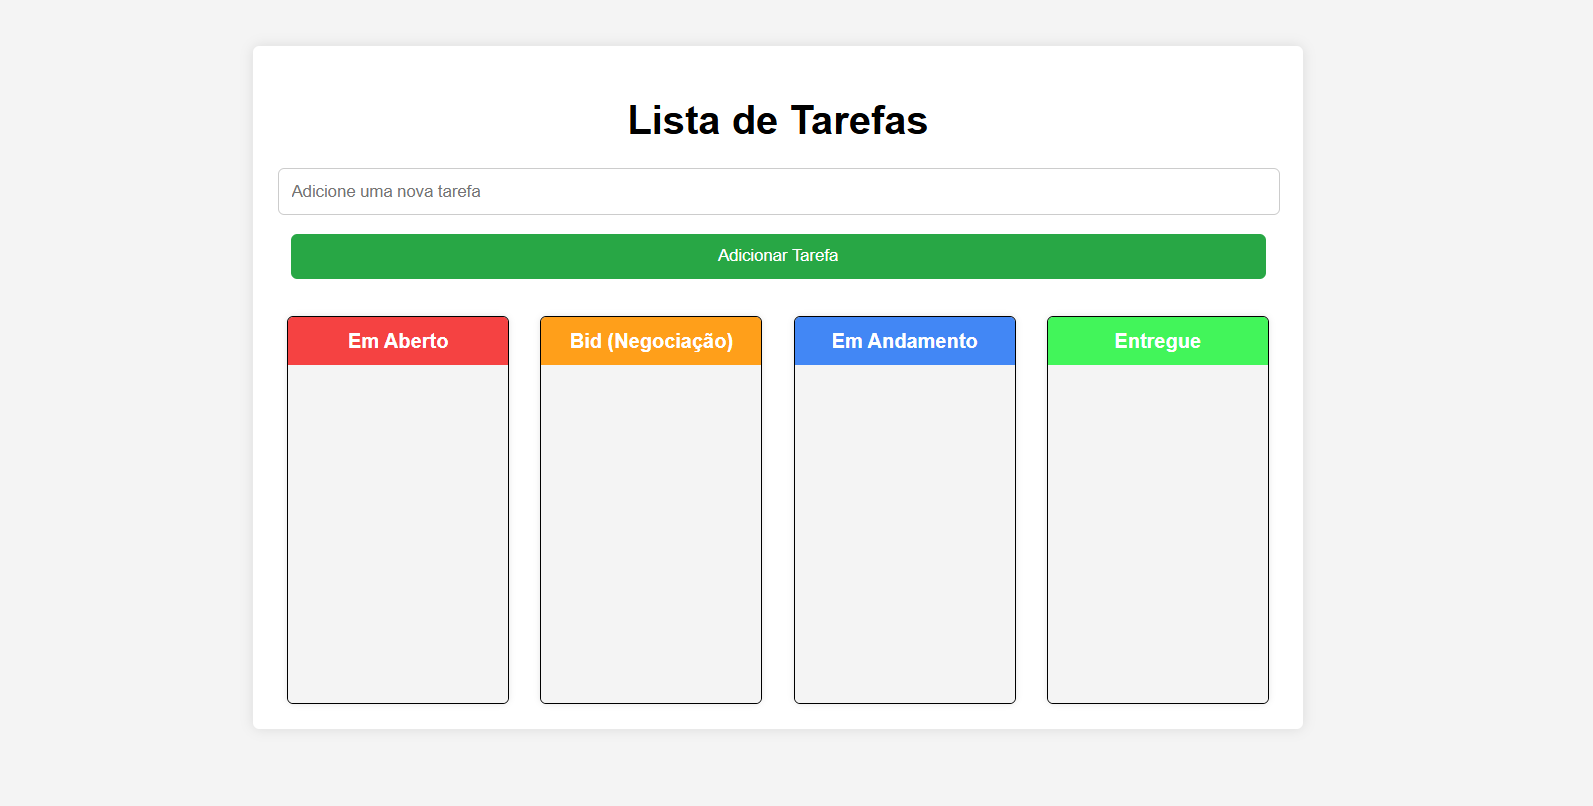 Lista de Tarefas
Adicione uma nova tarefa
Adicionar Tarefa
Em Aberto
Bid (Negociação)
Em Andamento
Entregue